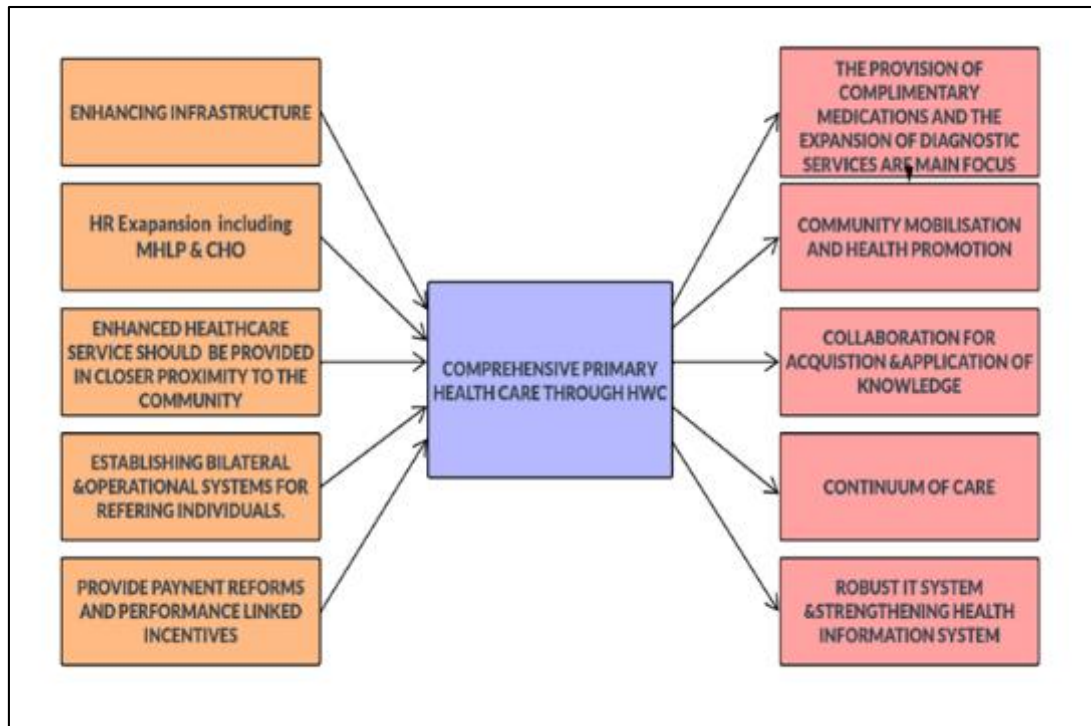 ENHANCING INFRASTRUCTURE
HR Exapansion including
MHLP & CHO
ENHANCED HEALTHCARE
SERVICE SHOULD BE PROVIDED
IN CLOSER PROXIMITY TO THE
COMMUNITY
ESTABLISHING BILATERAL
&OPERATIONAL SYSTEMS FOR
REFERING INDIVIDUALS.
PROVIDE PAYNENT REFORMS
AND PERFORMANCE LINKED
INCENTIVES
COMPREHENSIVE PRIMARY
HEALTH CARE THROUGH HWC
THE PROVISION OF
COMPLIMENTARY
MEDICATIONS AND THE
EXPANSION OF DIAGNOSTIC
SERVICES ARE MAIN FOCUS
COMMUNITY MOBILISATION
AND HEALTH PROMOTION
COLLABORATION FOR
ACQUISTION &APPLICATION OF
KNOWLEDGE
CONTINUUM OF CARE
ROBUST IT SYSTEM
&STRENGTHENING HEALTH
INFORMATION SYSTEM